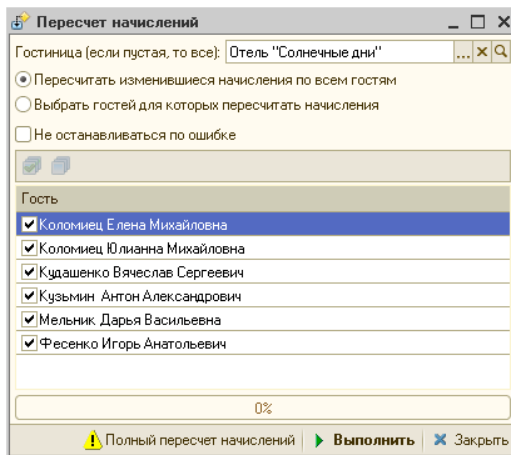 Пересчет начислений
Гостиница (если пустая, то все): Отель "Солнечные дни" ...
Пересчитать изменившиеся начисления по всем гостям
Выбрать гостей для которых пересчитать начисления
Не останавливаться по ошибке
Гость
Коломиец Елена Михайловна
Коломиец Юлианна Михайловна
Кудашенко Вячеслав Сергеевич
Кузьмин Антон Александрович
Мельник Дарья Васильевна
Фесенко Игорь Анатольевич
0%
Полный пересчет начислений Выполнить Закрыть